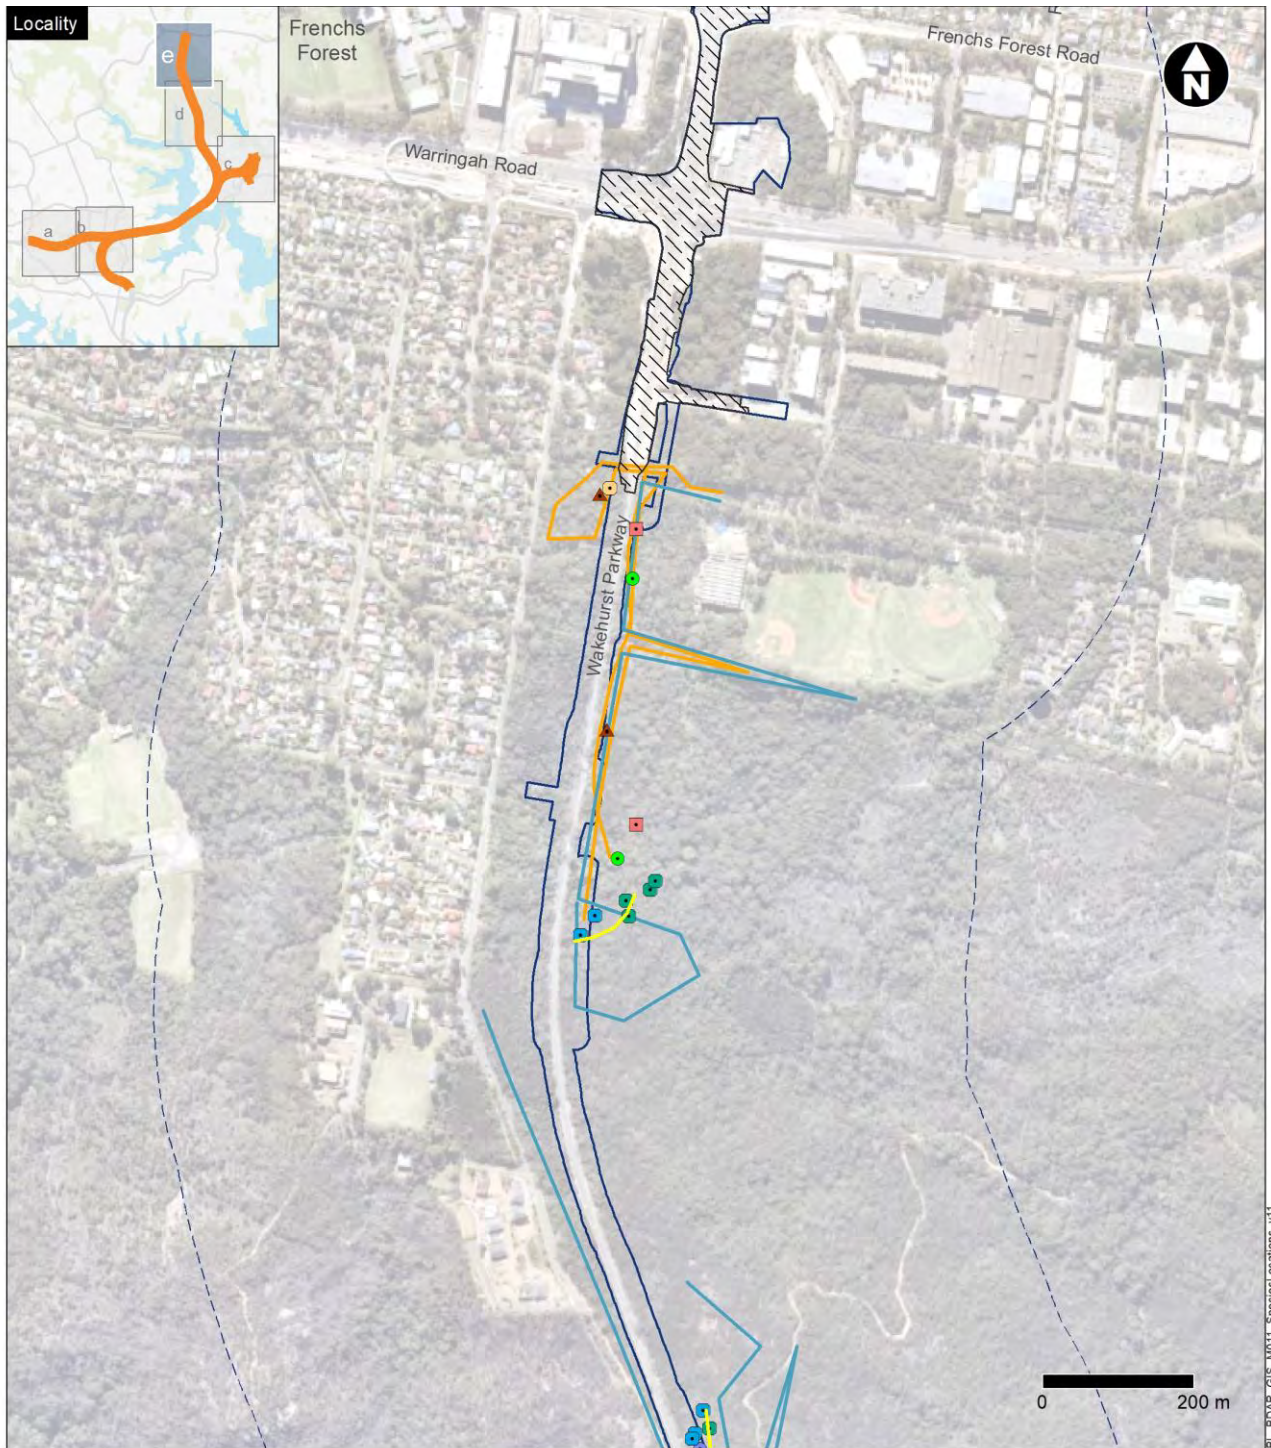 Locality
e
d
c
b
a
Frenchs
Forest
Frenchs Forest Road
N
Warringah Road
Wakehurst Parkway
0
200 m